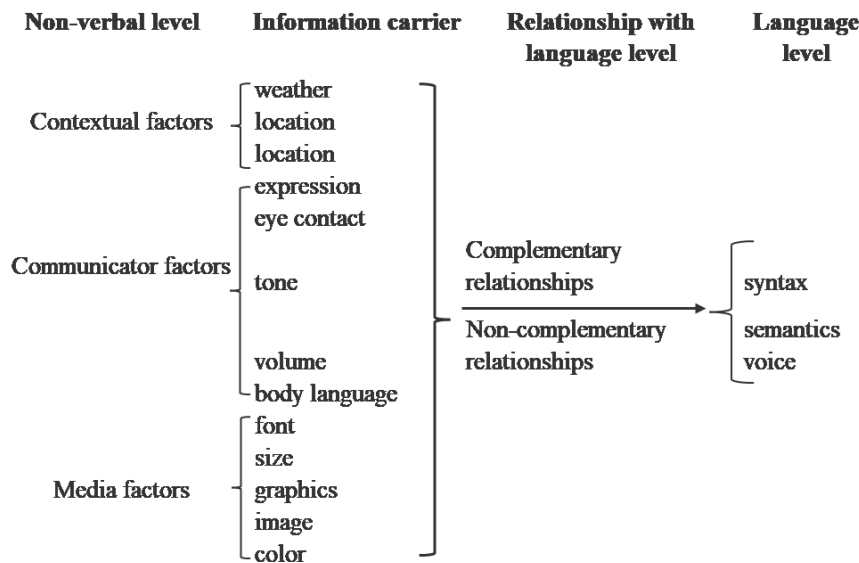 Non-verbal level Information carrier Relationship with language level Language level
Contextual factors
weather
location
location
Communicator factors
expression
eye contact
tone
volume
body language
Media factors
font
size
graphics
image
color
Complementary
relationships
Non-complementary
relationships
syntax
semantics
voice